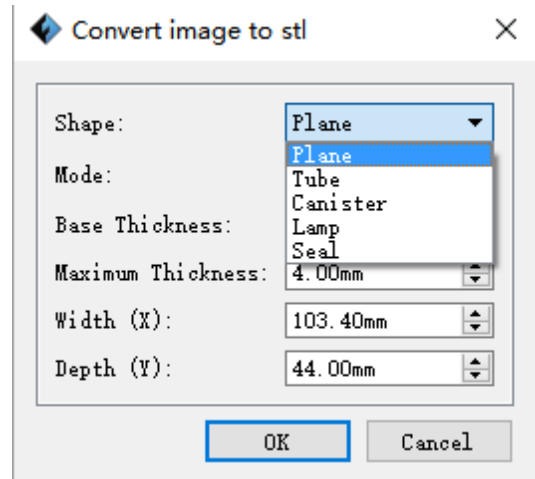 Convert image to stl
Shape: Plane
Plane
Mode: Tube
Canister
Base Thickness: Lamp
Seal
Maximum Thickness: 4.00mm
Width (X): 103.40mm
Depth (Y): 44.00mm
OK Cancel